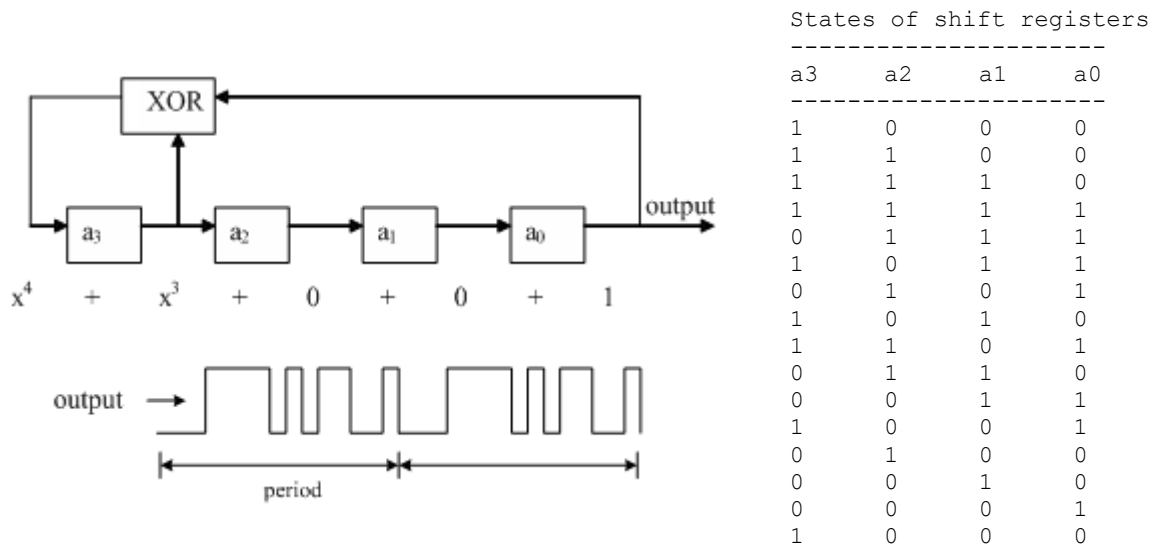 XOR
a3 a2 a1 a0 output
x^4 + x^3 + 0 + 0 + 1
output
period
States of shift registers
----------------------
a3 a2 a1 a0
----------------------
1 0 0 0
1 1 0 0
1 1 1 0
1 1 1 1
0 1 1 1
1 0 1 1
0 1 0 1
1 0 1 0
1 1 0 1
0 1 1 0
0 0 1 1
1 0 0 1
0 1 0 0
0 0 1 0
0 0 0 1
1 0 0 0